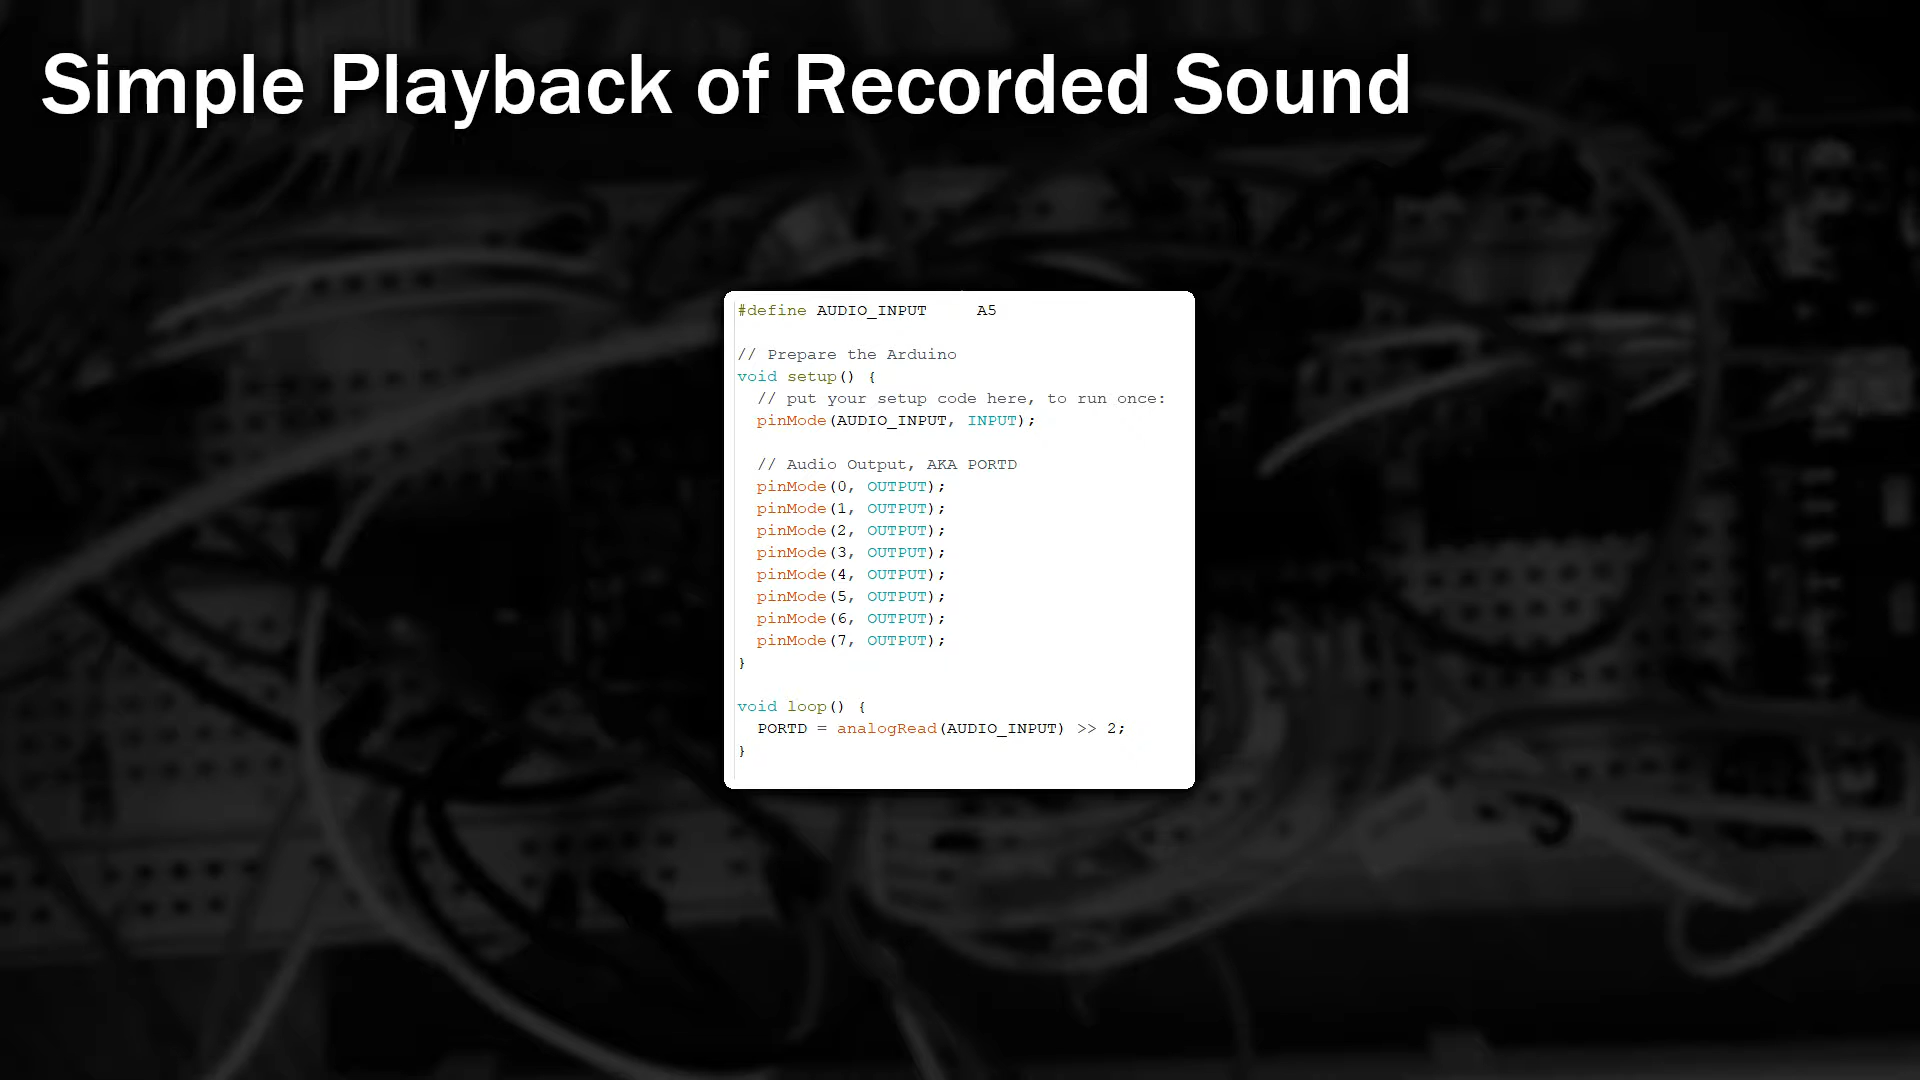 Simple Playback of Recorded Sound
#define AUDIO_INPUT     A5
// Prepare the Arduino
void setup() {
  // put your setup code here, to run once:
  pinMode(AUDIO_INPUT, INPUT);
  // Audio Output, AKA PORTD
  pinMode(0, OUTPUT);
  pinMode(1, OUTPUT);
  pinMode(2, OUTPUT);
  pinMode(3, OUTPUT);
  pinMode(4, OUTPUT);
  pinMode(5, OUTPUT);
  pinMode(6, OUTPUT);
  pinMode(7, OUTPUT);
}
void loop() {
  PORTD = analogRead(AUDIO_INPUT) >> 2;
}